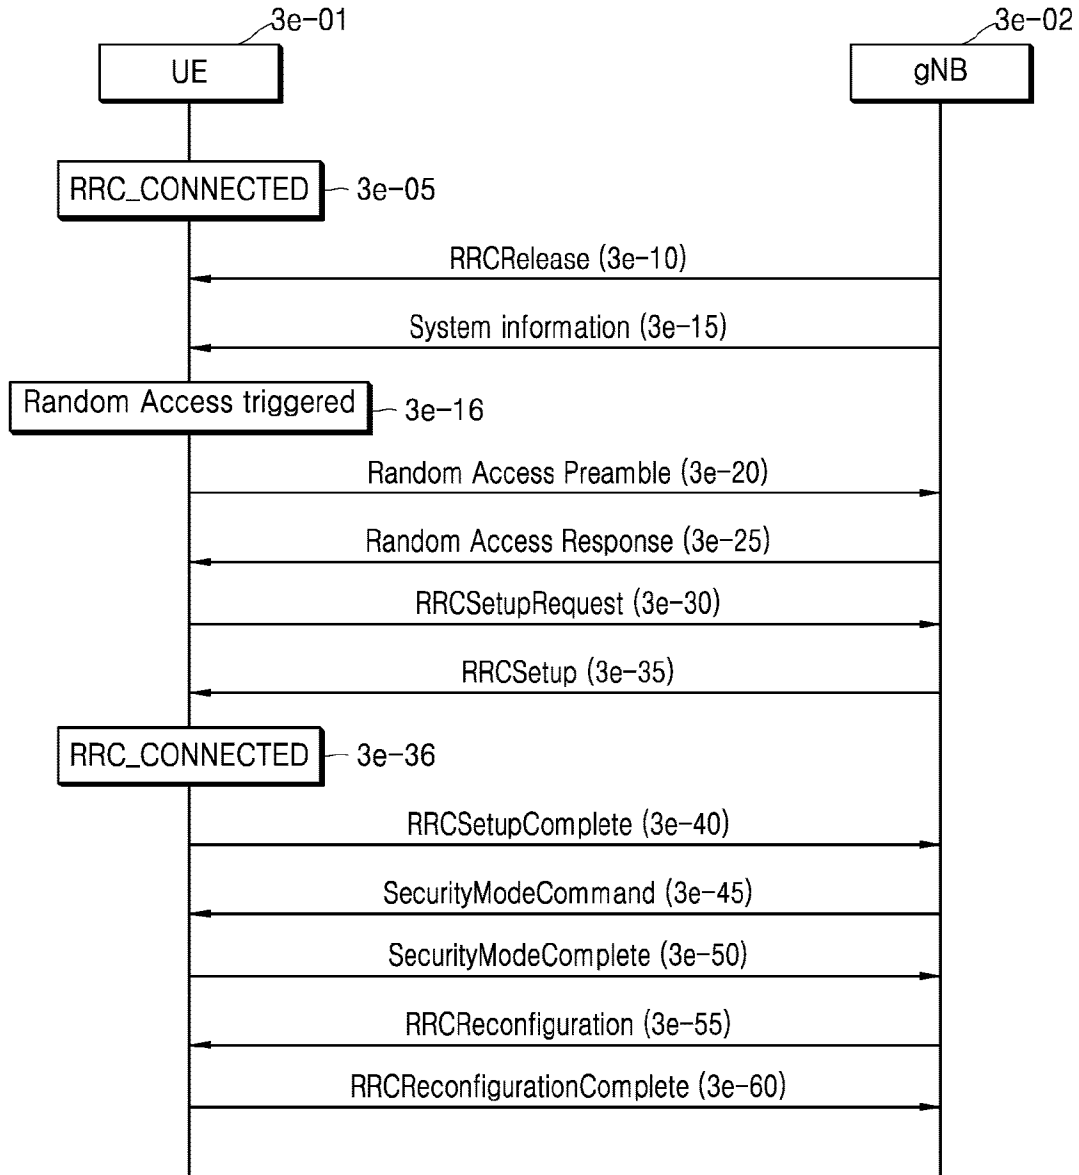 3e-01
3e-02
UE
gNB
RRC_CONNECTED
3e-05
RRCRelease (3e-10)
System information (3e-15)
Random Access triggered
3e-16
Random Access Preamble (3e-20)
Random Access Response (3e-25)
RRCSetupRequest (3e-30)
RRCSetup (3e-35)
RRC_CONNECTED
3e-36
RRCSetupComplete (3e-40)
SecurityModeCommand (3e-45)
SecurityModeComplete (3e-50)
RRCReconfiguration (3e-55)
RRCReconfigurationComplete (3e-60)